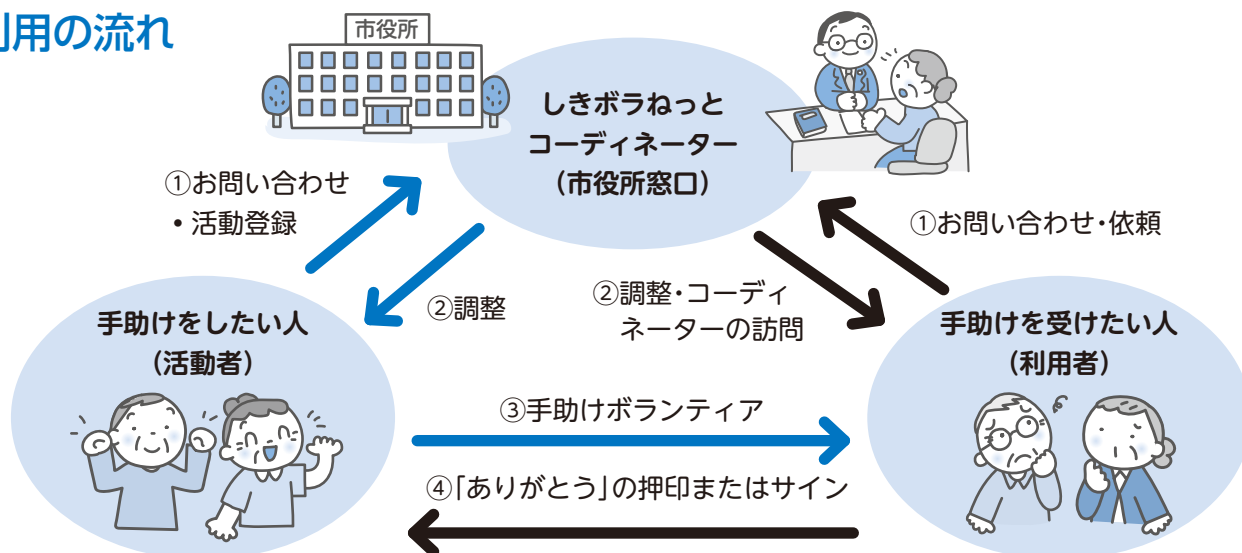 利用の流れ
市役所
しきボラねっと
コーディネーター
(市役所窓口)
①お問い合わせ
・活動登録
①お問い合わせ・依頼
②調整
②調整・コーディ
ネーターの訪問
手助けをしたい人
(活動者)
手助けを受けたい人
(利用者)
③手助けボランティア
④「ありがとう」の押印またはサイン